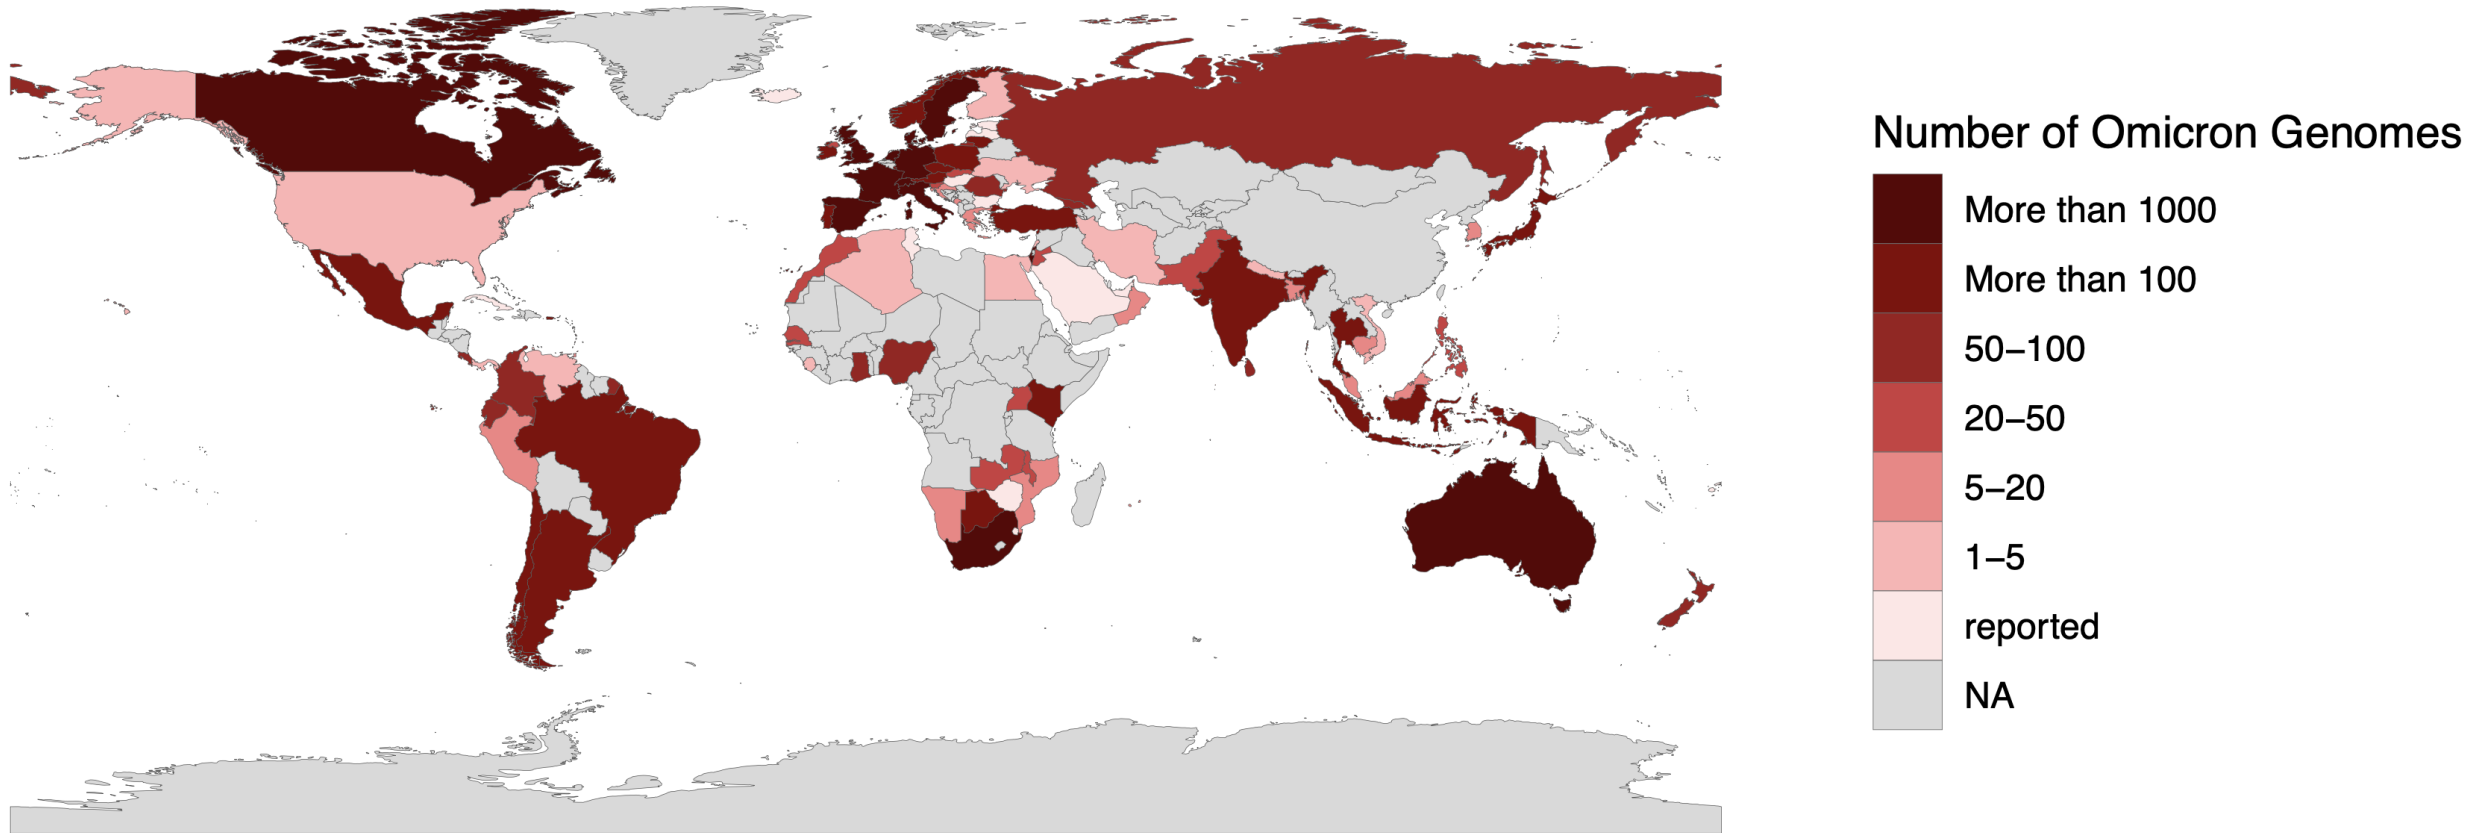 Number of Omicron Genomes
More than 1000
More than 100
50–100
20–50
5–20
1–5
reported
NA